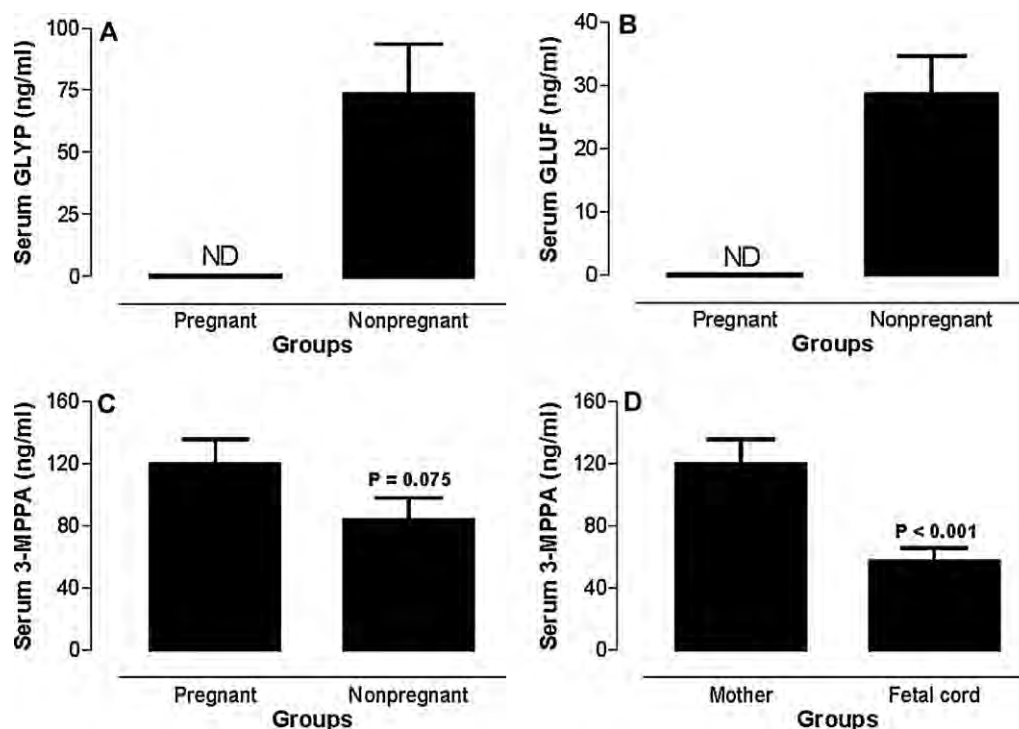 A
Serum GLYP (ng/ml)
100
75
50
25
0
ND
Pregnant
Nonpregnant
Groups
B
Serum GLUF (ng/ml)
40
30
20
10
0
ND
Pregnant
Nonpregnant
Groups
C
Serum 3-MPPA (ng/ml)
160
120
80
40
0
P = 0.075
Pregnant
Nonpregnant
Groups
D
Serum 3-MPPA (ng/ml)
160
120
80
40
0
P < 0.001
Mother
Fetal cord
Groups